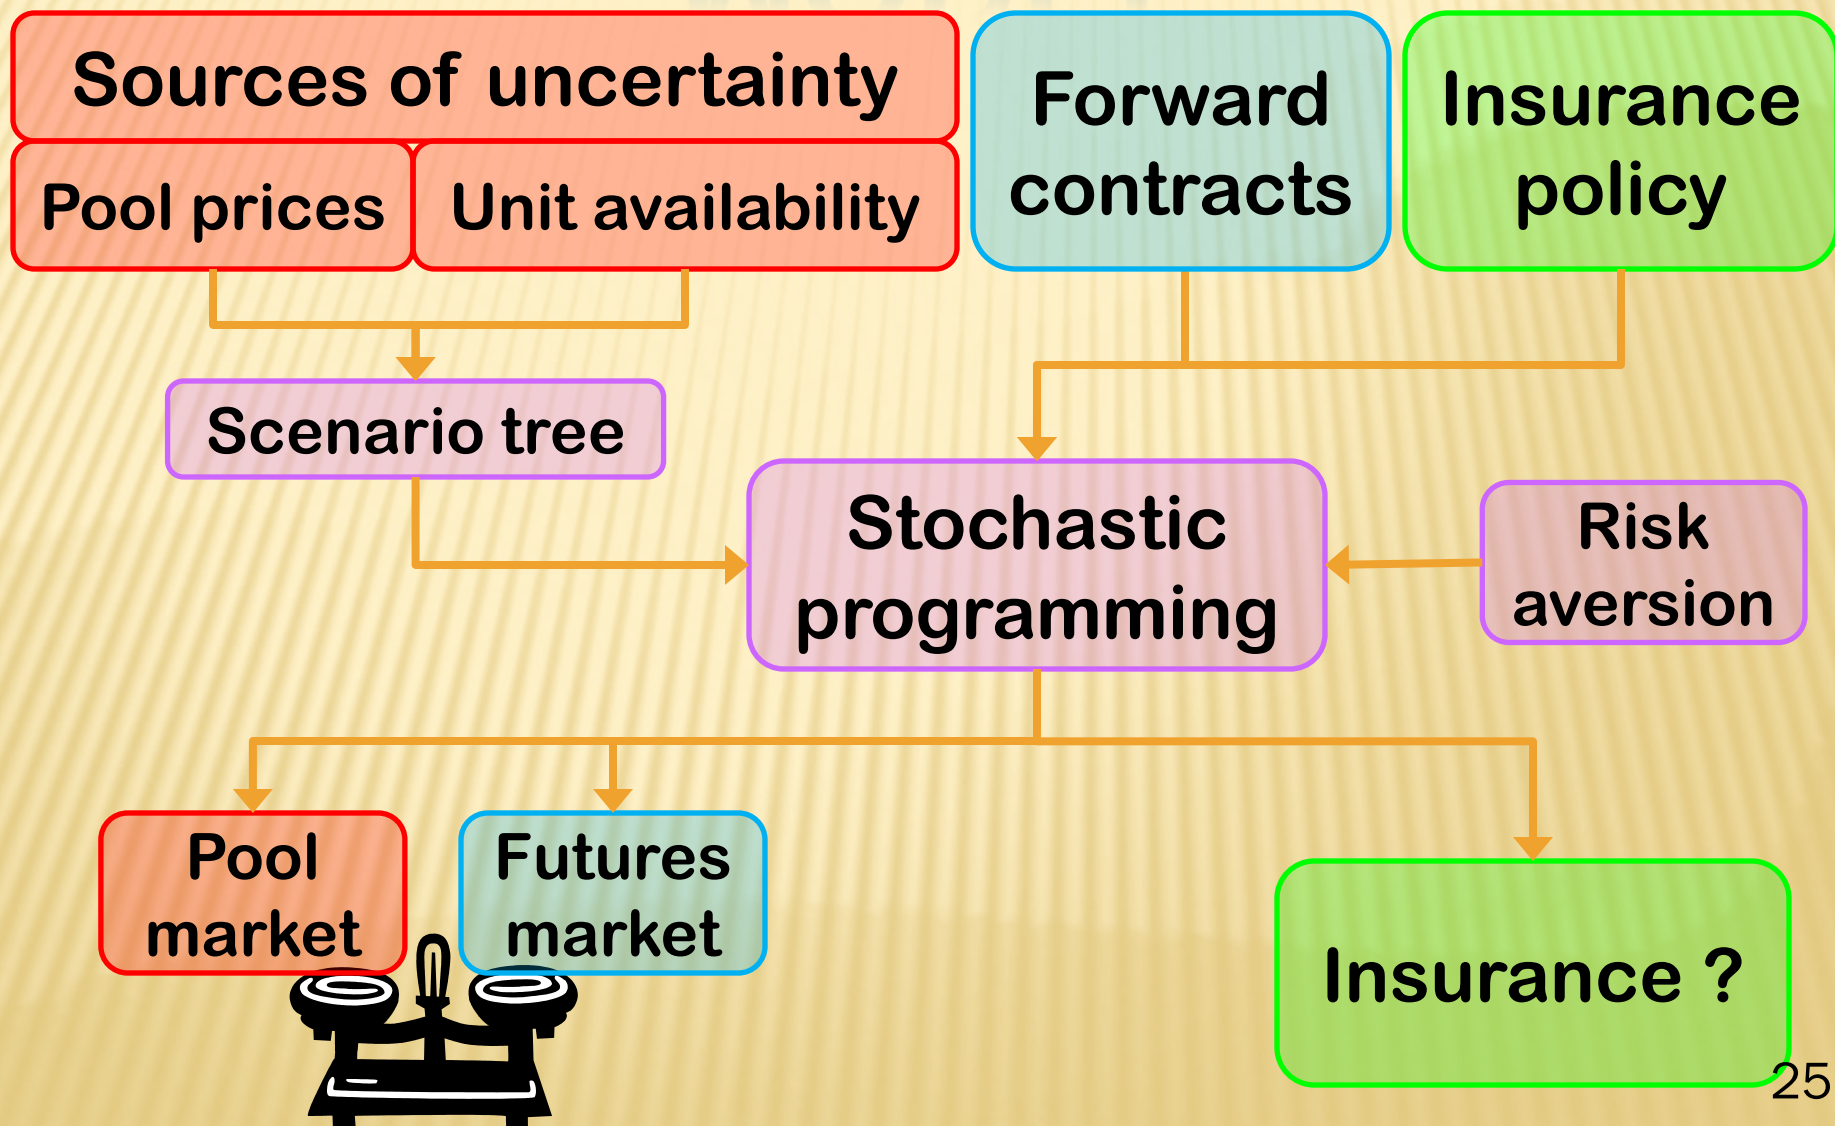 Sources of uncertainty
Pool prices
Unit availability
Forward
contracts
Insurance
policy
Scenario tree
Stochastic
programming
Risk
aversion
Pool
market
Futures
market
Insurance ?
25